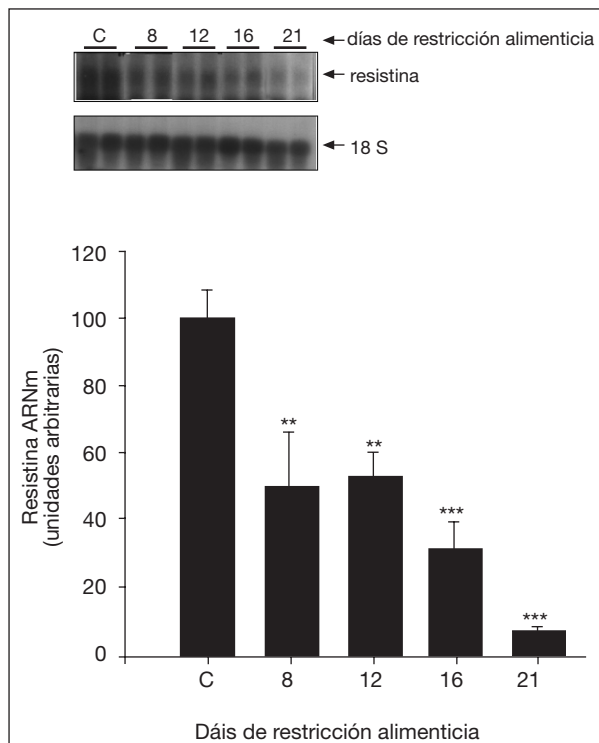 C 8 12 16 21 días de restricción alimenticia
resistina
18 S
Resistina ARNm
(unidades arbitrarias)
120
100
80
60
40
20
0
** ** *** ***
C 8 12 16 21
Dáis de restricción alimenticia